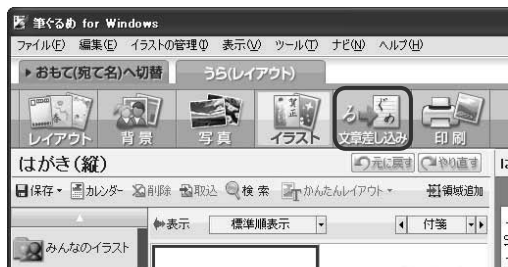 筆ぐるめ for Windows
ファイル(F) 編集(E) イラストの管理(I) 表示(V) ツール(T) ナビ(N) ヘルプ(H)
おもて(宛て名)へ切替 うら(レイアウト)
レイアウト 背景 写真 イラスト 文章差し込み 印刷
はがき(縦) 元に戻す やり直す
保存 カレンダー 削除 取込 検索 かんたんレイアウト 領域追加
表示 標準順表示 付箋
みんなのイラスト